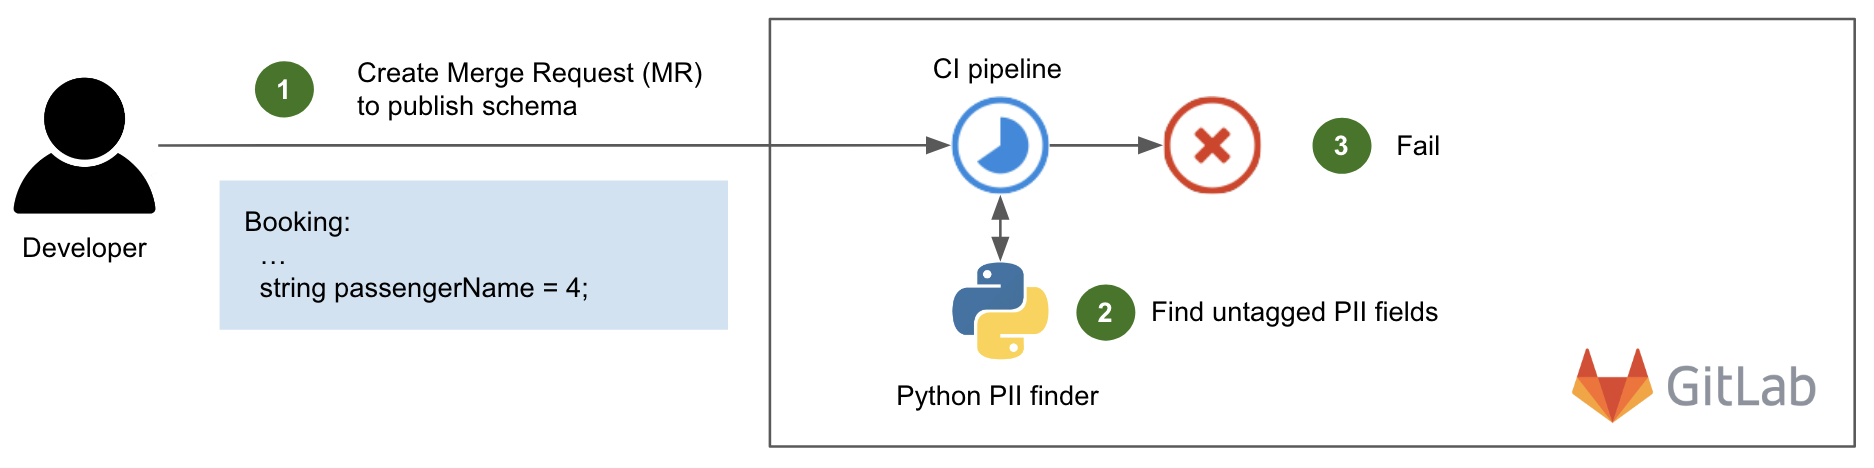 1
Create Merge Request (MR)
to publish schema
Developer
Booking:
…
string passengerName = 4;
CI pipeline
3
Fail
2
Find untagged PII fields
Python PII finder
GitLab